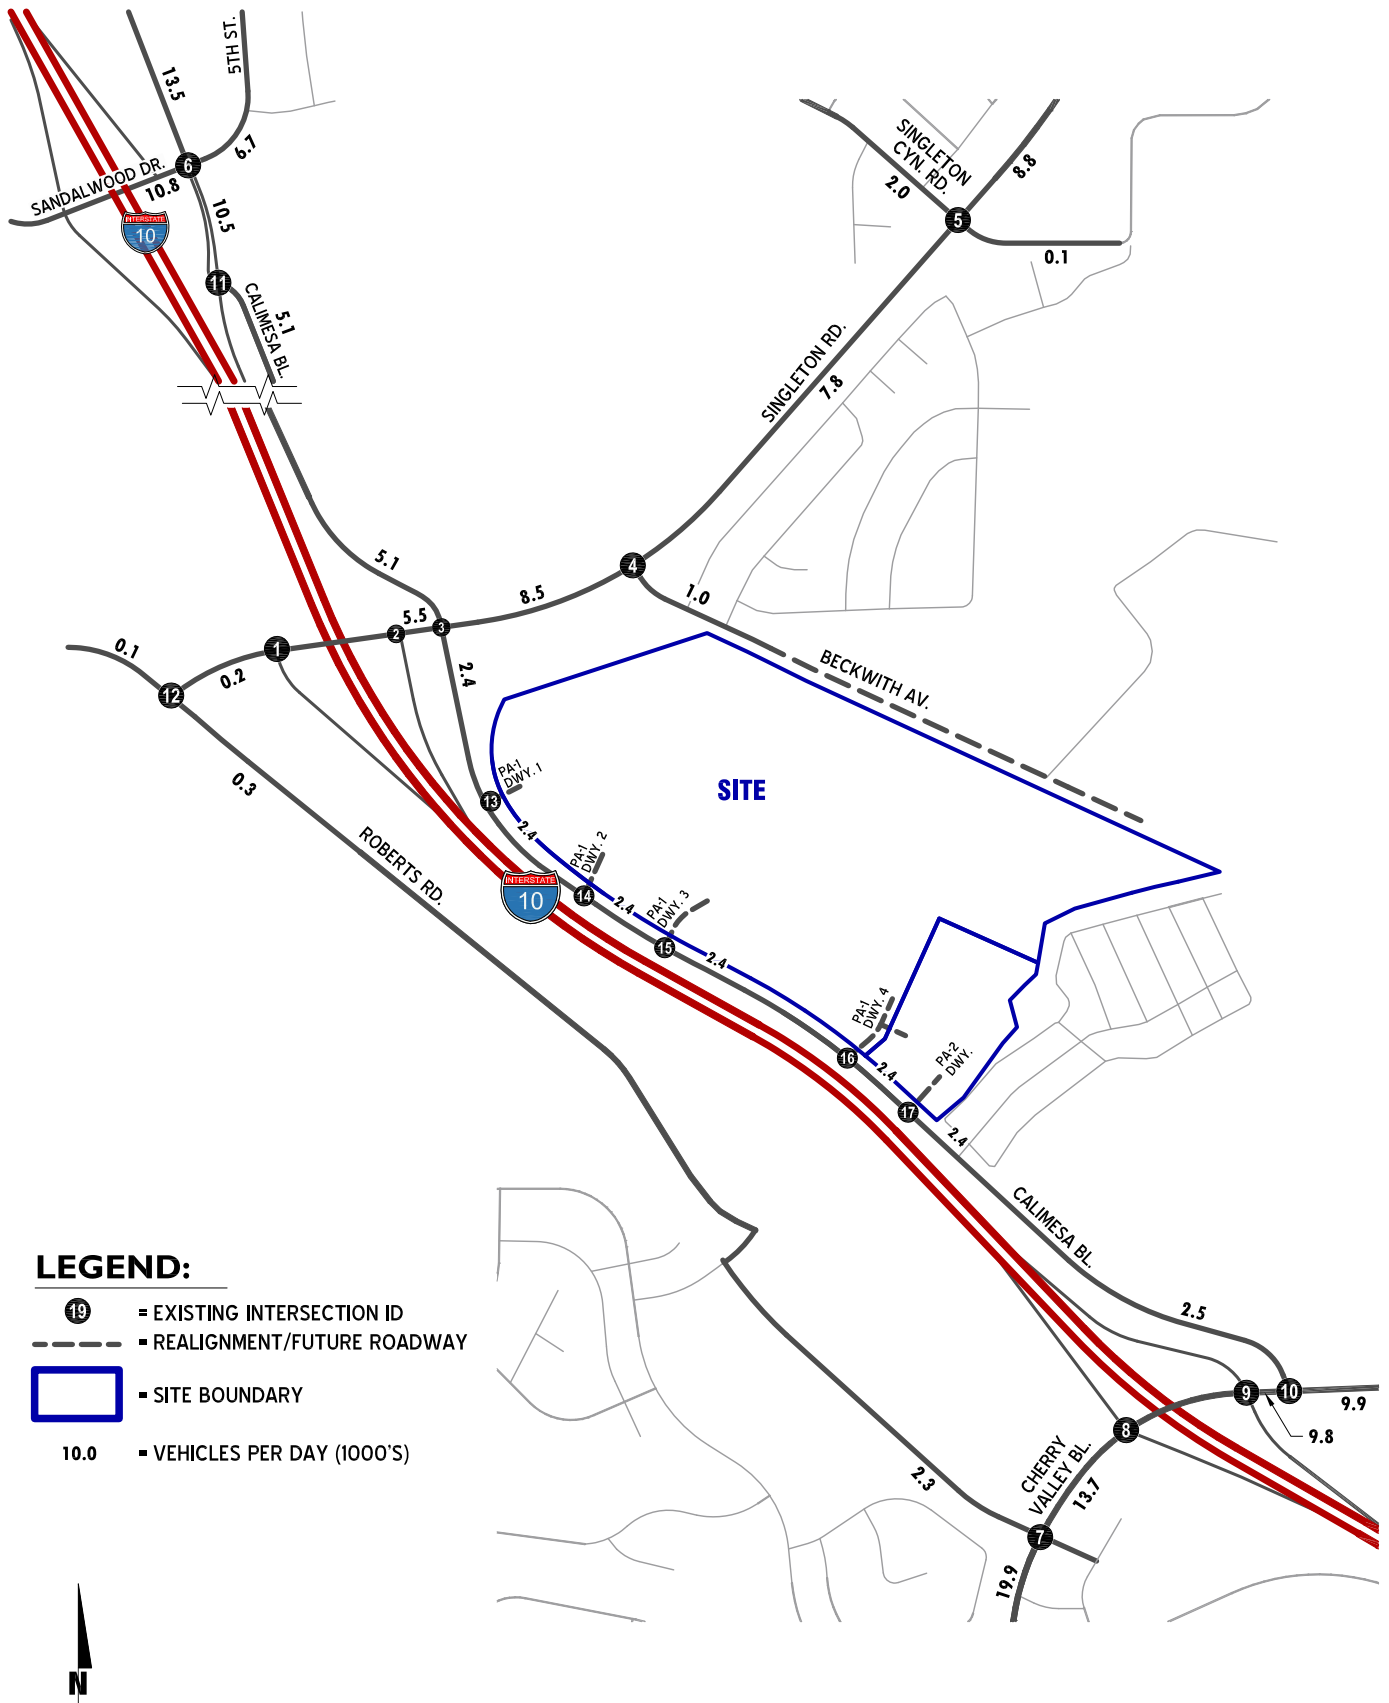 13.5
5TH ST.
6.7
6
SANDALWOOD DR.
10.8
10.5
INTERSTATE
10
11
CALIMESA BL.
5.1
SINGLETON
CYN. RD.
2.0
8.8
5
0.1
SINGLETON RD.
7.8
5.1
4
8.5
1.0
5.5
3
2
1
0.1
0.2
12
2.4
BECKWITH AV.
0.3
PA-1
DWY. 1
13
SITE
2.4
ROBERTS RD.
PA-1
DWY. 2
INTERSTATE
10
14
2.4
PA-1
DWY. 3
15
2.4
PA-1
DWY. 4
16
2.4
PA-2
DWY.
17
2.4
CALIMESA BL.
LEGEND:
19 = EXISTING INTERSECTION ID
= REALIGNMENT/FUTURE ROADWAY
= SITE BOUNDARY
10.0 = VEHICLES PER DAY (1000'S)
2.5
9
10
9.9
9.8
8
CHERRY
VALLEY BL.
13.7
2.3
7
19.9
N